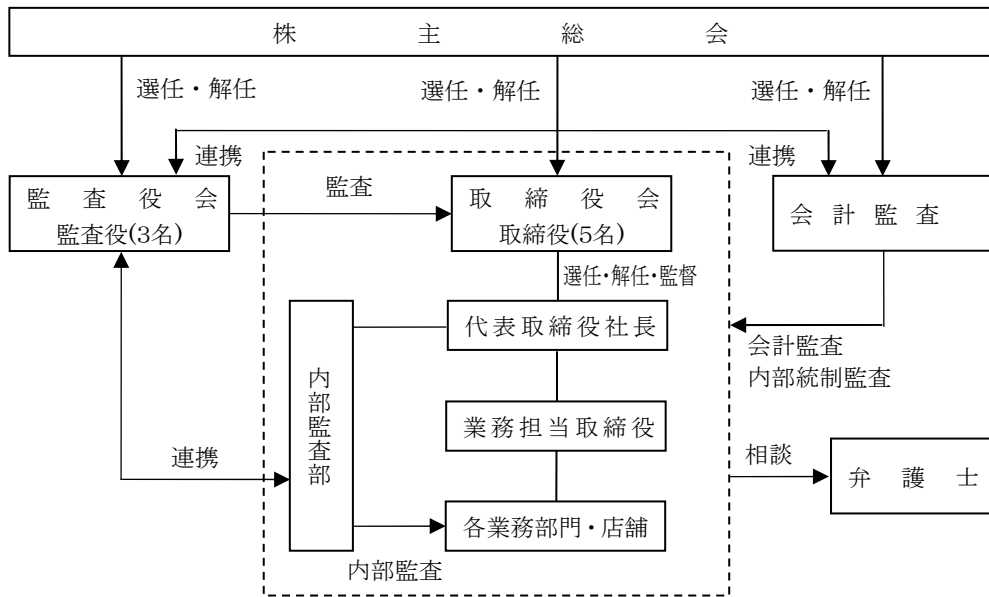 株主総会
選任・解任
選任・解任
選任・解任
連携
連携
監査役会
監査役(3名)
監査
取締役会
取締役(5名)
会計監査
選任・解任・監督
代表取締役社長
会計監査
内部統制監査
内部監査部
業務担当取締役
連携
相談
弁護士
各業務部門・店舗
内部監査